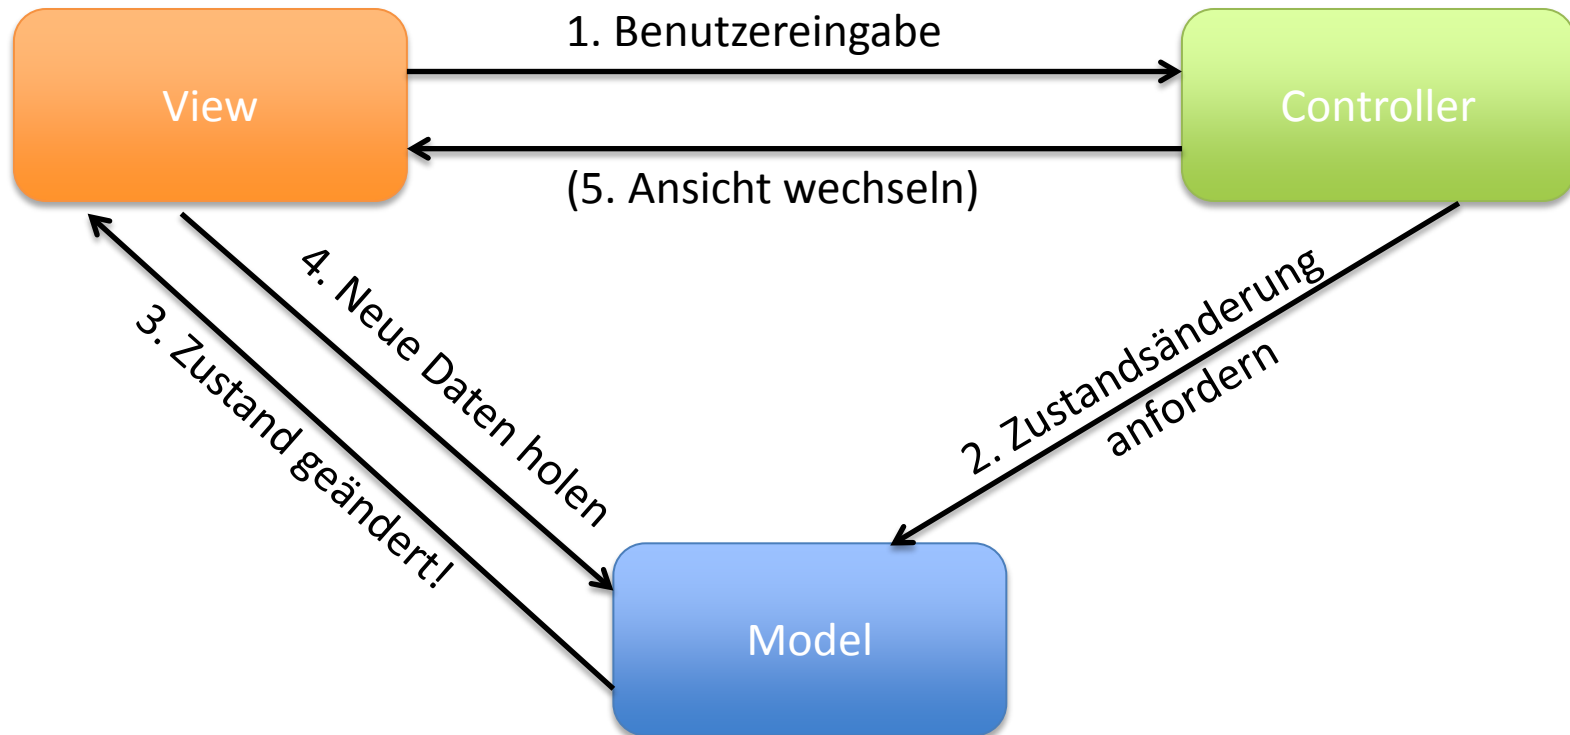 1. Benutzereingabe
View
Controller
(5. Ansicht wechseln)
4. Neue Daten holen
3. Zustand geändert!
2. Zustandsänderung
anfordern
Model